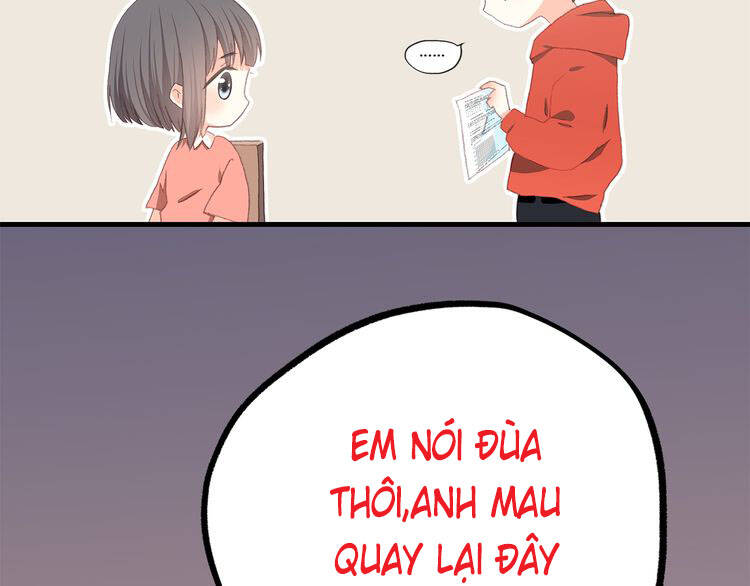 .......
EM NÓI ĐÙA
THÔI,ANH MAU
QUAY LẠI ĐÂY